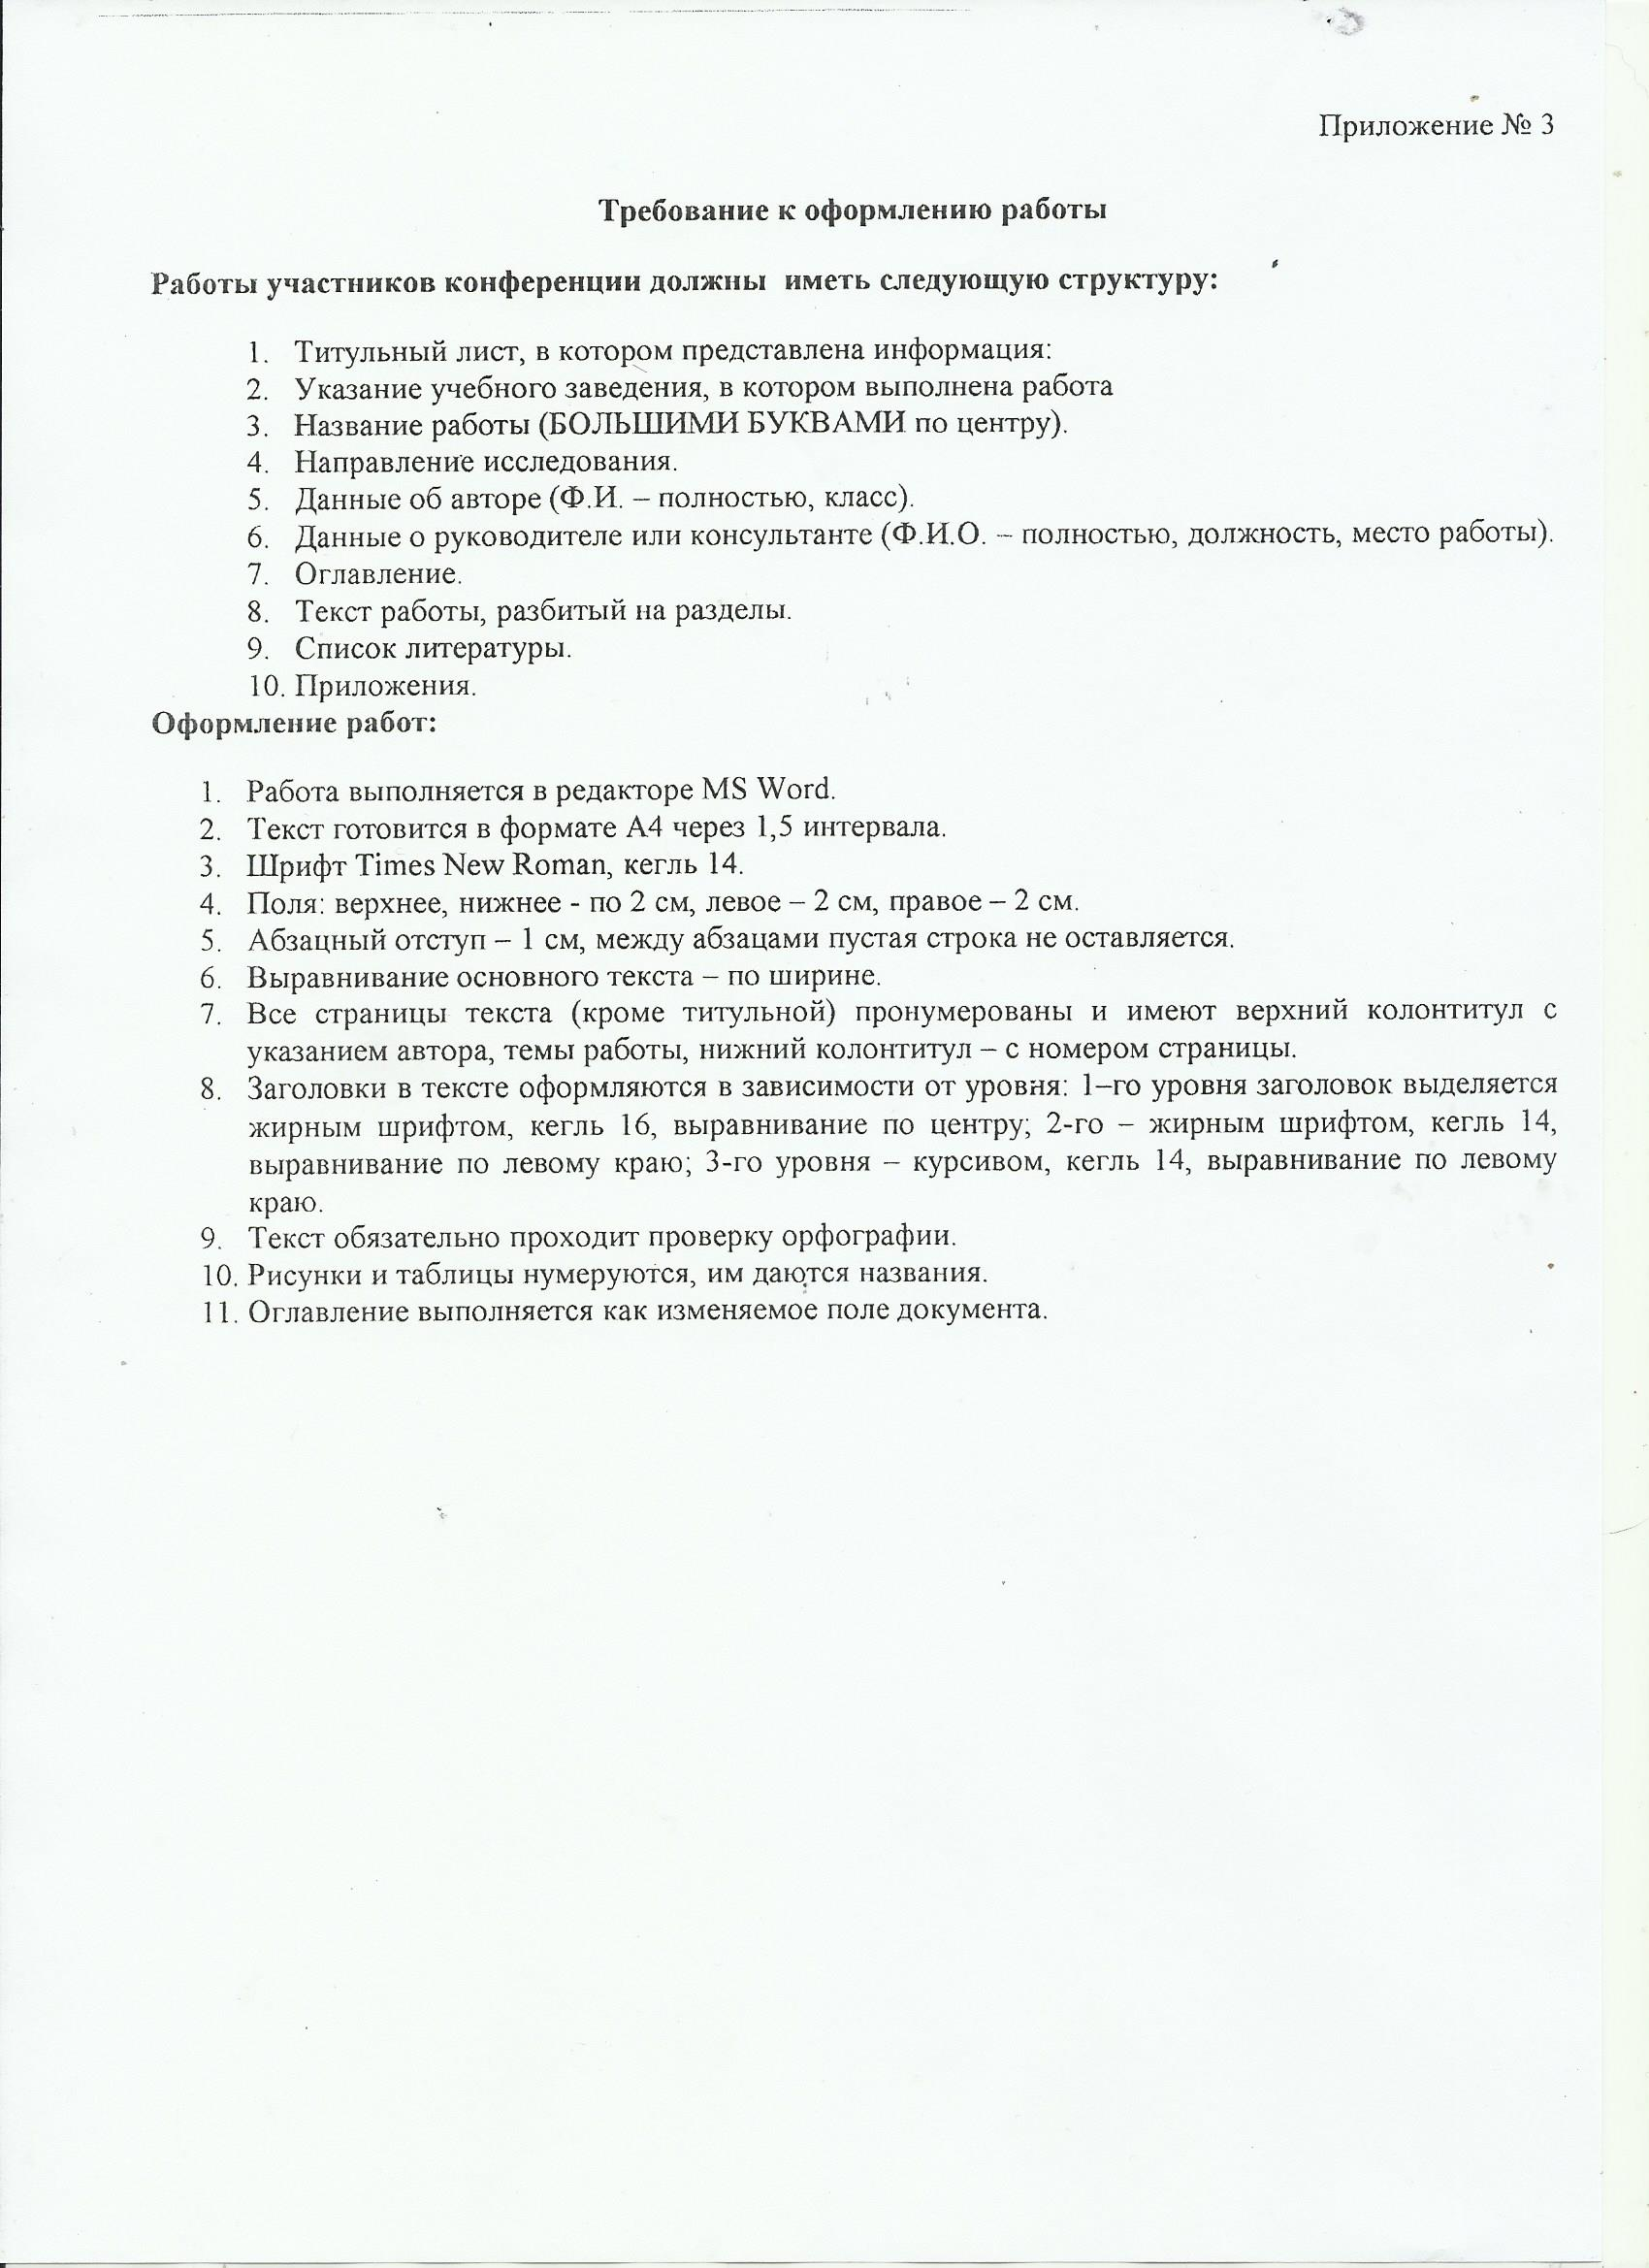 Приложение № 3
Требование к оформлению работы
Работы участников конференции должны  иметь следующую структуру:
1. Титульный лист, в котором представлена информация:
2. Указание учебного заведения, в котором выполнена работа
3. Название работы (БОЛЬШИМИ БУКВАМИ по центру).
4. Направление исследования.
5. Данные об авторе (Ф.И. – полностью, класс).
6. Данные о руководителе или консультанте (Ф.И.О. – полностью, должность, место работы).
7. Оглавление.
8. Текст работы, разбитый на разделы.
9. Список литературы.
10. Приложения.
Оформление работ:
1. Работа выполняется в редакторе MS Word.
2. Текст готовится в формате А4 через 1,5 интервала.
3. Шрифт Times New Roman, кегль 14.
4. Поля: верхнее, нижнее - по 2 см, левое – 2 см, правое – 2 см.
5. Абзацный отступ – 1 см, между абзацами пустая строка не оставляется.
6. Выравнивание основного текста – по ширине.
7. Все страницы текста (кроме титульной) пронумерованы и имеют верхний колонтитул с
указанием автора, темы работы, нижний колонтитул – с номером страницы.
8. Заголовки в тексте оформляются в зависимости от уровня: 1–го уровня заголовок выделяется
жирным шрифтом, кегль 16, выравнивание по центру; 2-го – жирным шрифтом, кегль 14,
выравнивание по левому краю; 3-го уровня – курсивом, кегль 14, выравнивание по левому
краю.
9. Текст обязательно проходит проверку орфографии.
10. Рисунки и таблицы нумеруются, им даются названия.
11. Оглавление выполняется как изменяемое поле документа.